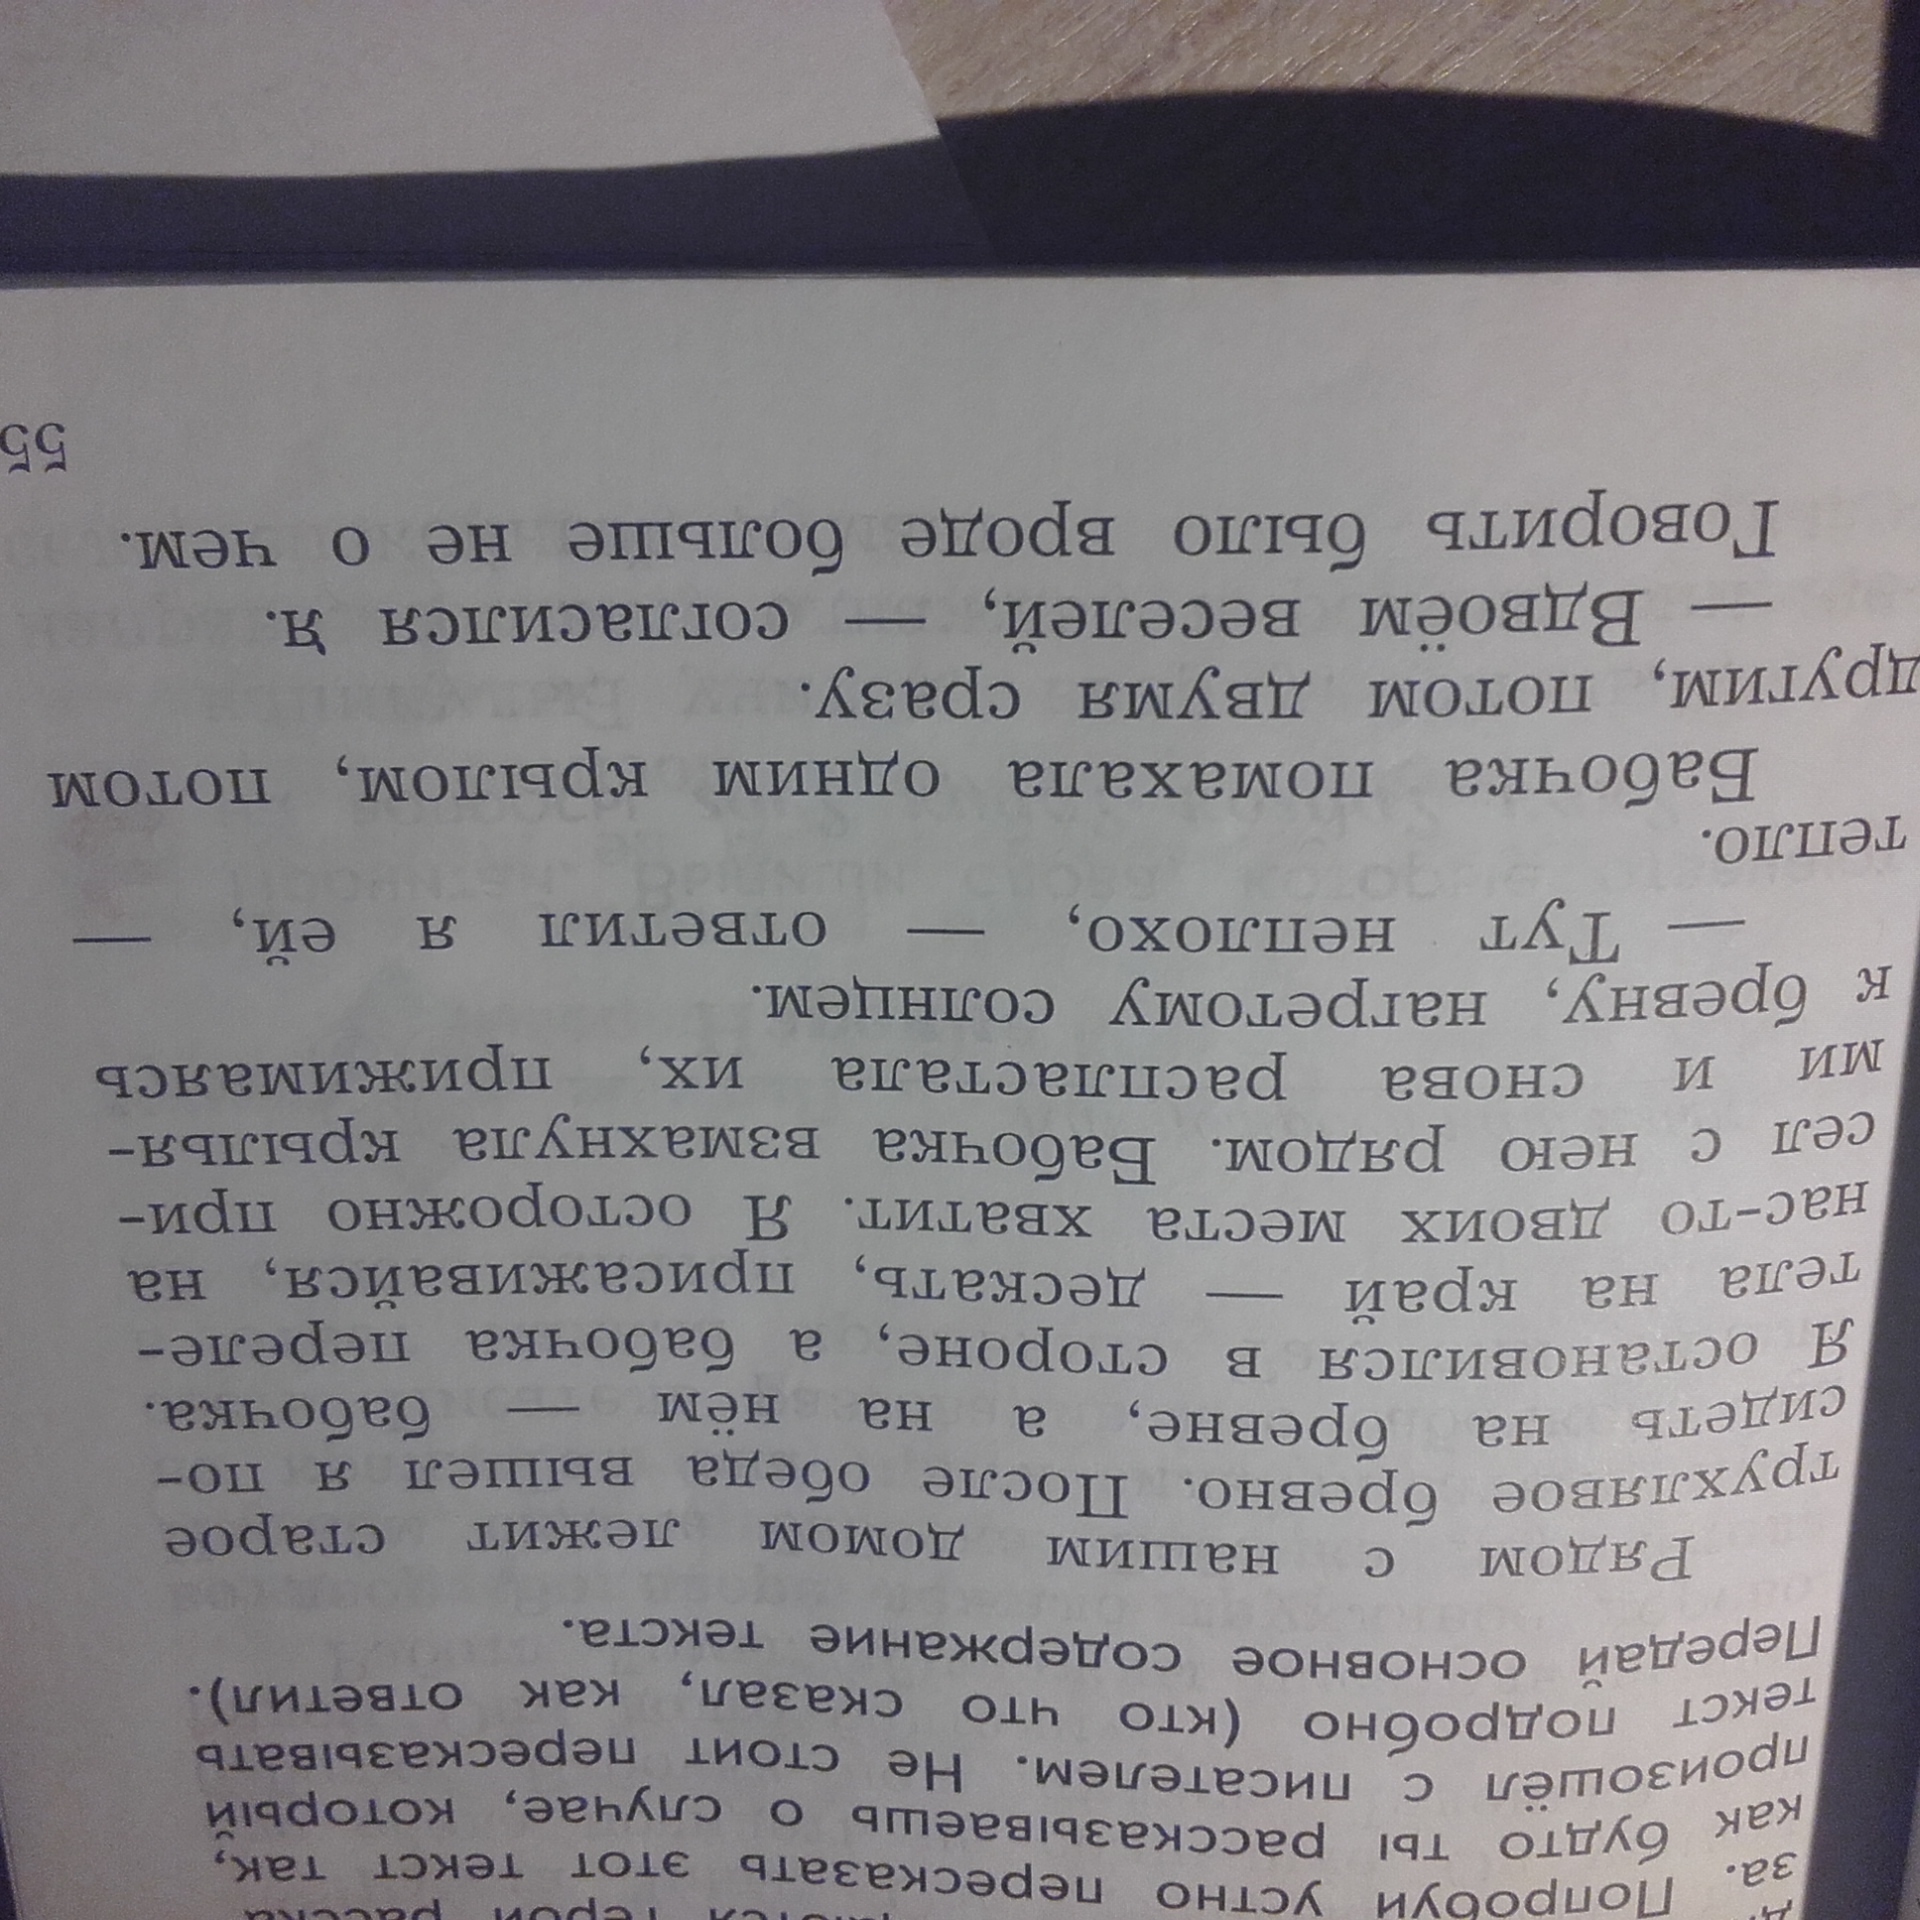 герои расска
за. Попробуй устно пересказать этот текст так,
как будто ты рассказываешь о случае, который
произошёл с писателем. Не стоит пересказывать
текст подробно (кто что сказал, как ответил).
Передай основное содержание текста.
Рядом с нашим домом лежит старое
трухлявое бревно. После обеда вышел я по-
сидеть на бревне, а на нём — бабочка.
Я остановился в стороне, а бабочка переле-
тела на край — дескать, присаживайся, на
нас-то двоих места хватит. Я осторожно при-
сел с нею рядом. Бабочка взмахнула крылья-
ми и снова распластала их, прижимаясь
к бревну, нагретому солнцем.
— Тут неплохо, — ответил я ей, —
тепло.
Бабочка помахала одним крылом, потом
другим, потом двумя сразу.
— Вдвоём веселей, — согласился я.
Говорить было вроде больше не о чем.
55